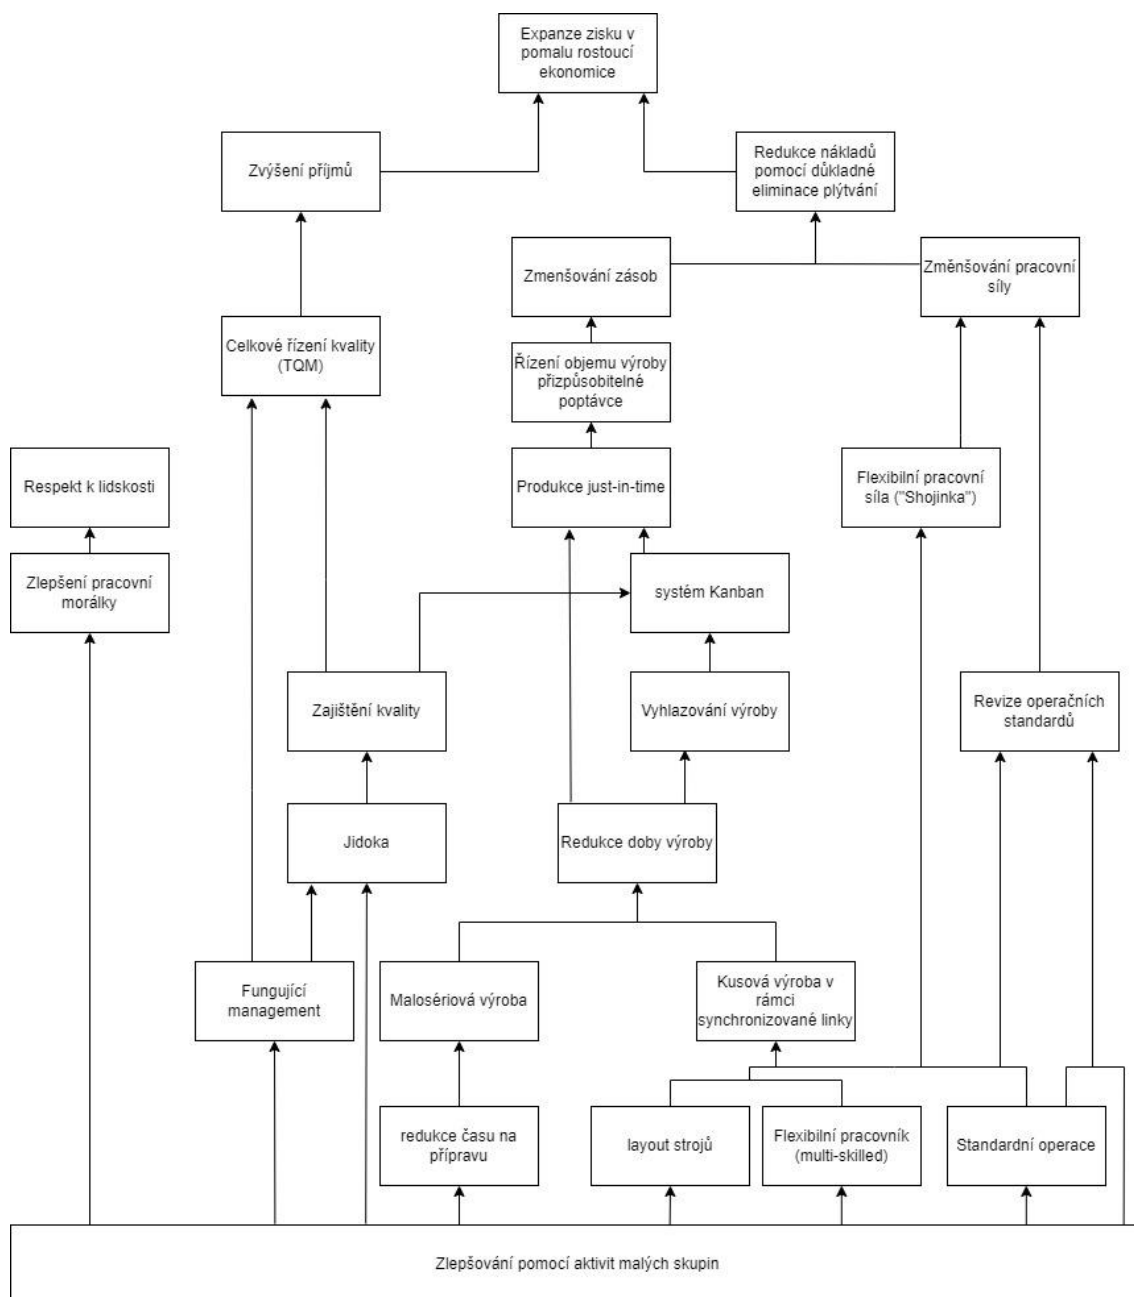 Expanze zisku v
pomalu rostoucí
ekonomice
Zvýšení příjmů
Redukce nákladů
pomocí důkladné
eliminace plýtvání
Zmenšování zásob
Změnšování pracovní
síly
Celkové řízení kvality
(TQM)
Řízení objemu výroby
přizpůsobitelné
poptávce
Respekt k lidskosti
Produkce just-in-time
Flexibilní pracovní
síla ("Shojinka")
Zlepšení pracovní
morálky
systém Kanban
Zajištění kvality
Vyhlazování výroby
Revize operačních
standardů
Jidoka
Redukce doby výroby
Fungující
management
Malosériová výroba
Kusová výroba v
rámci
synchronizované linky
redukce času na
přípravu
layout strojů
Flexibilní pracovník
(multi-skilled)
Standardní operace
Zlepšování pomocí aktivit malých skupin